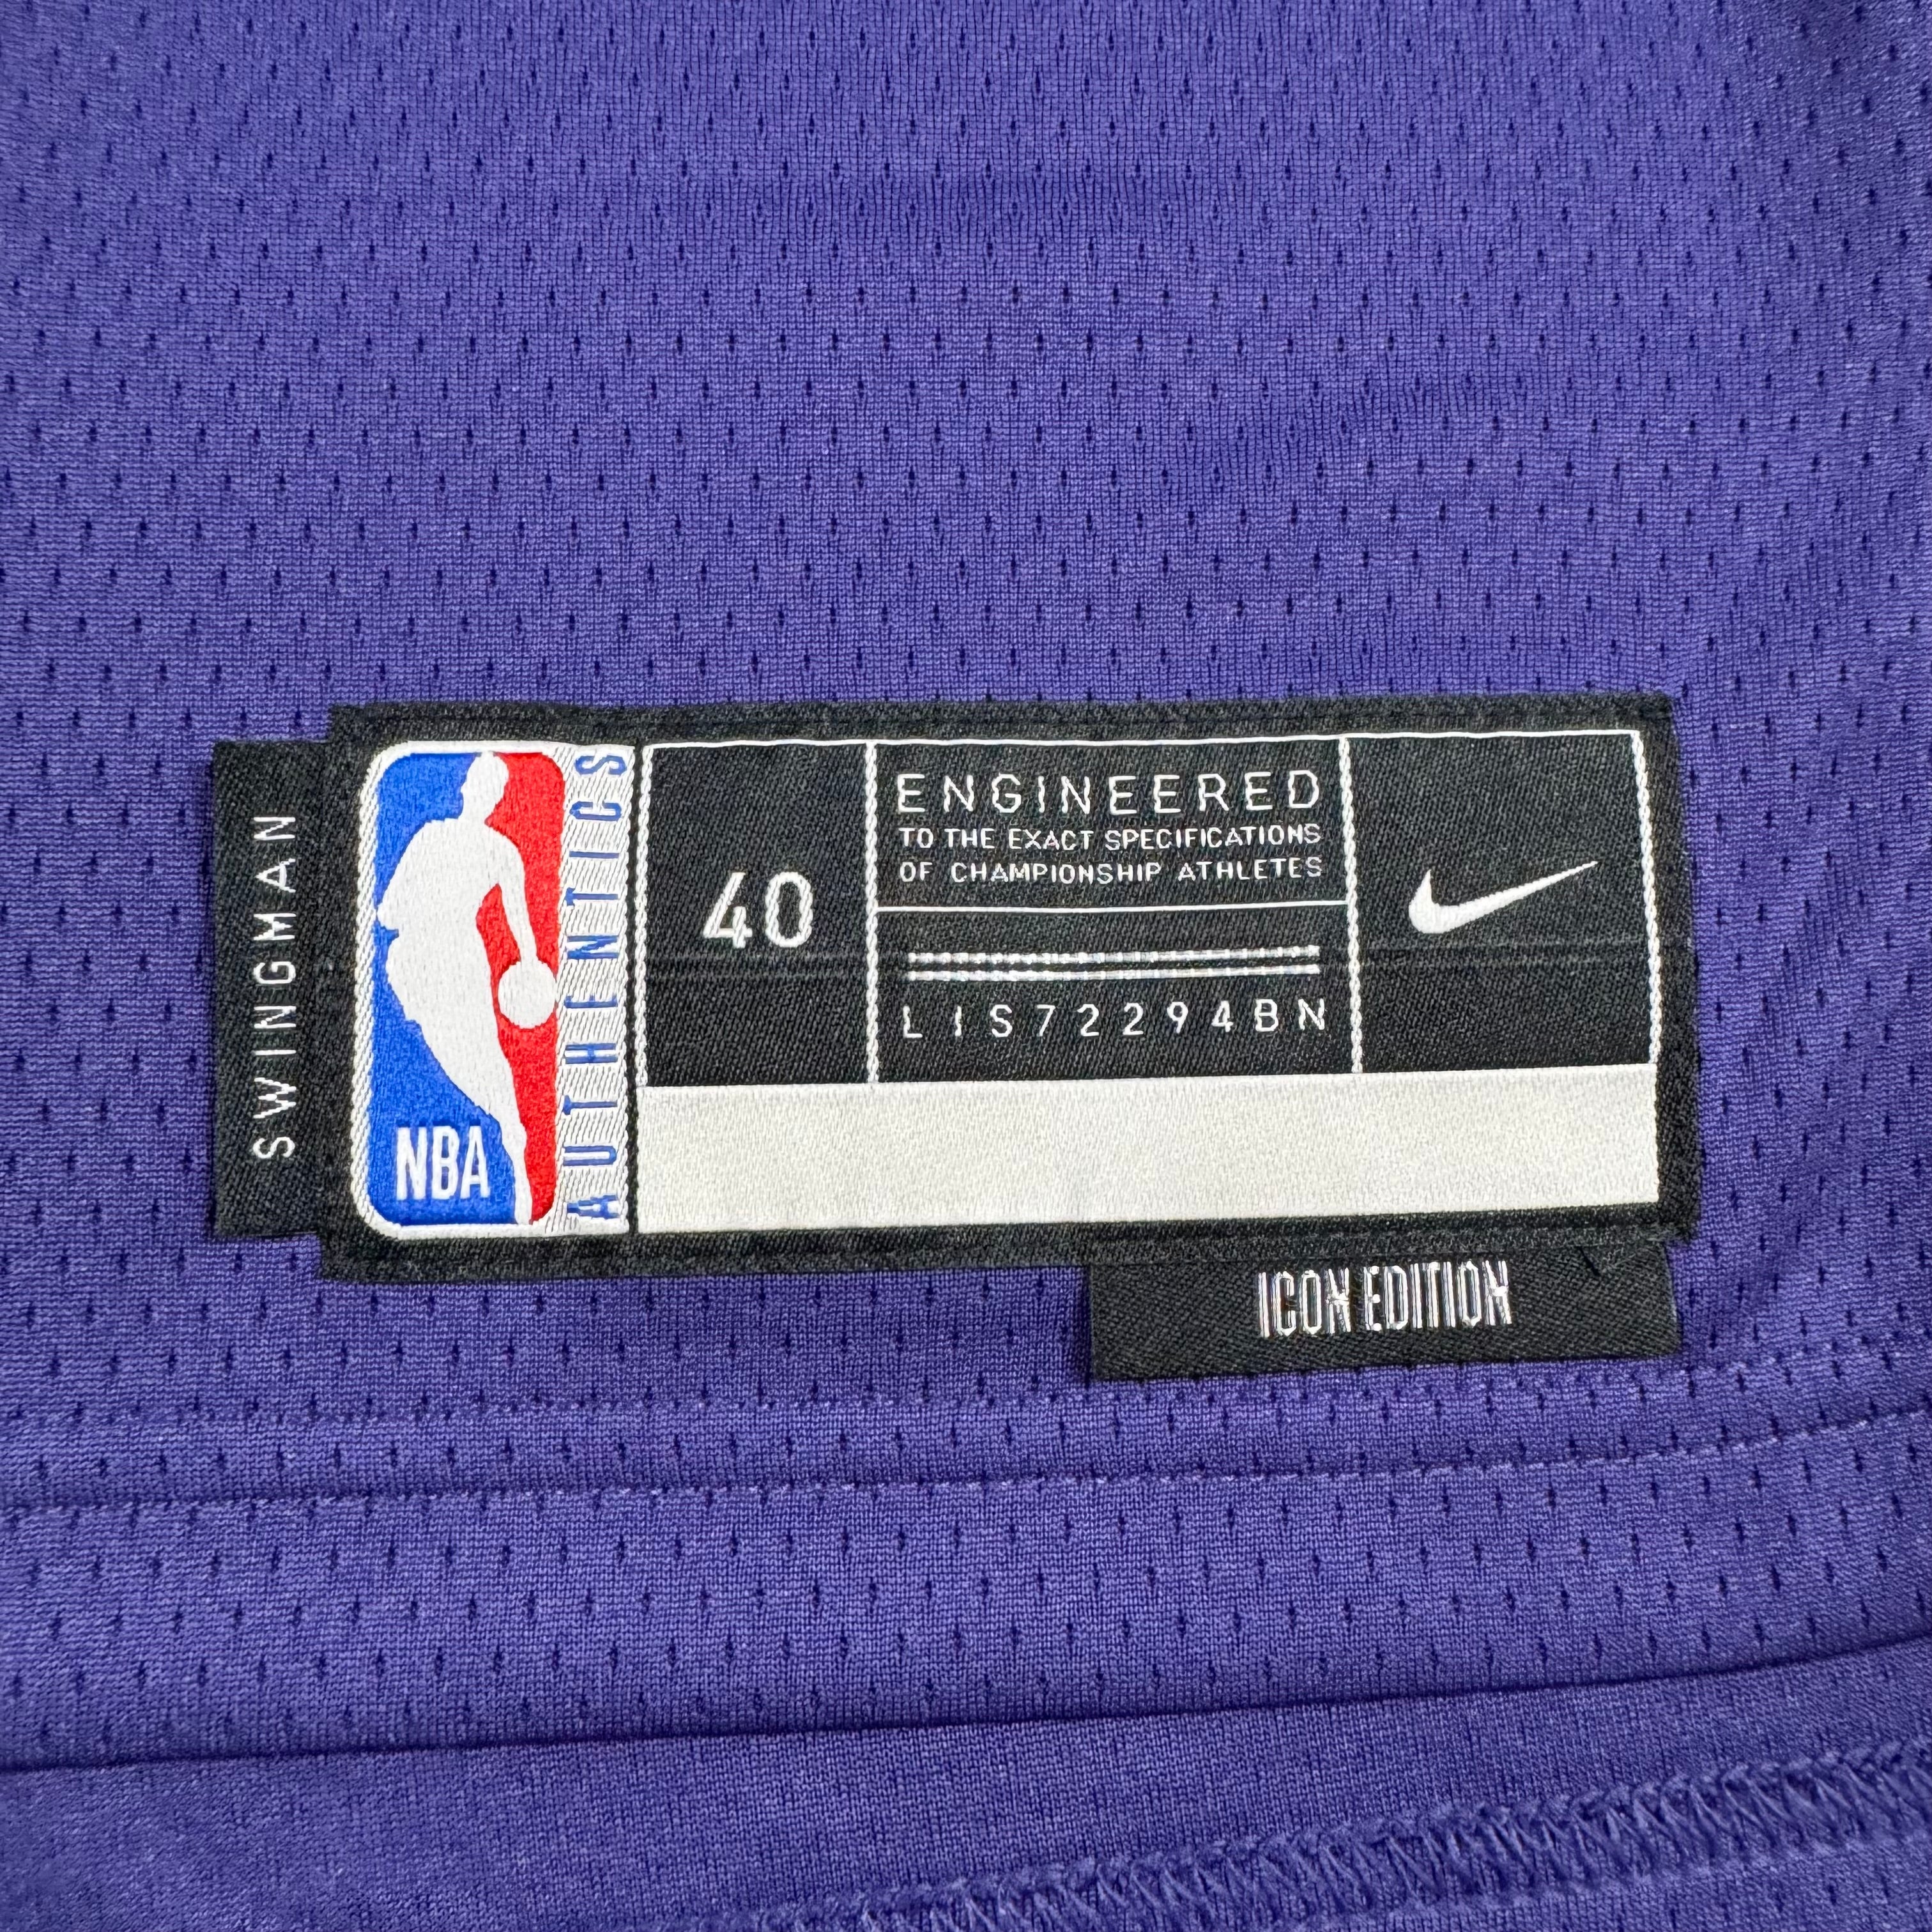 SWINGMAN
NBA
AUTHENTICS
40
ENGINEERED
TO THE EXACT SPECIFICATIONS
OF CHAMPIONSHIP ATHLETES
LIS72294BN
ICON EDITION